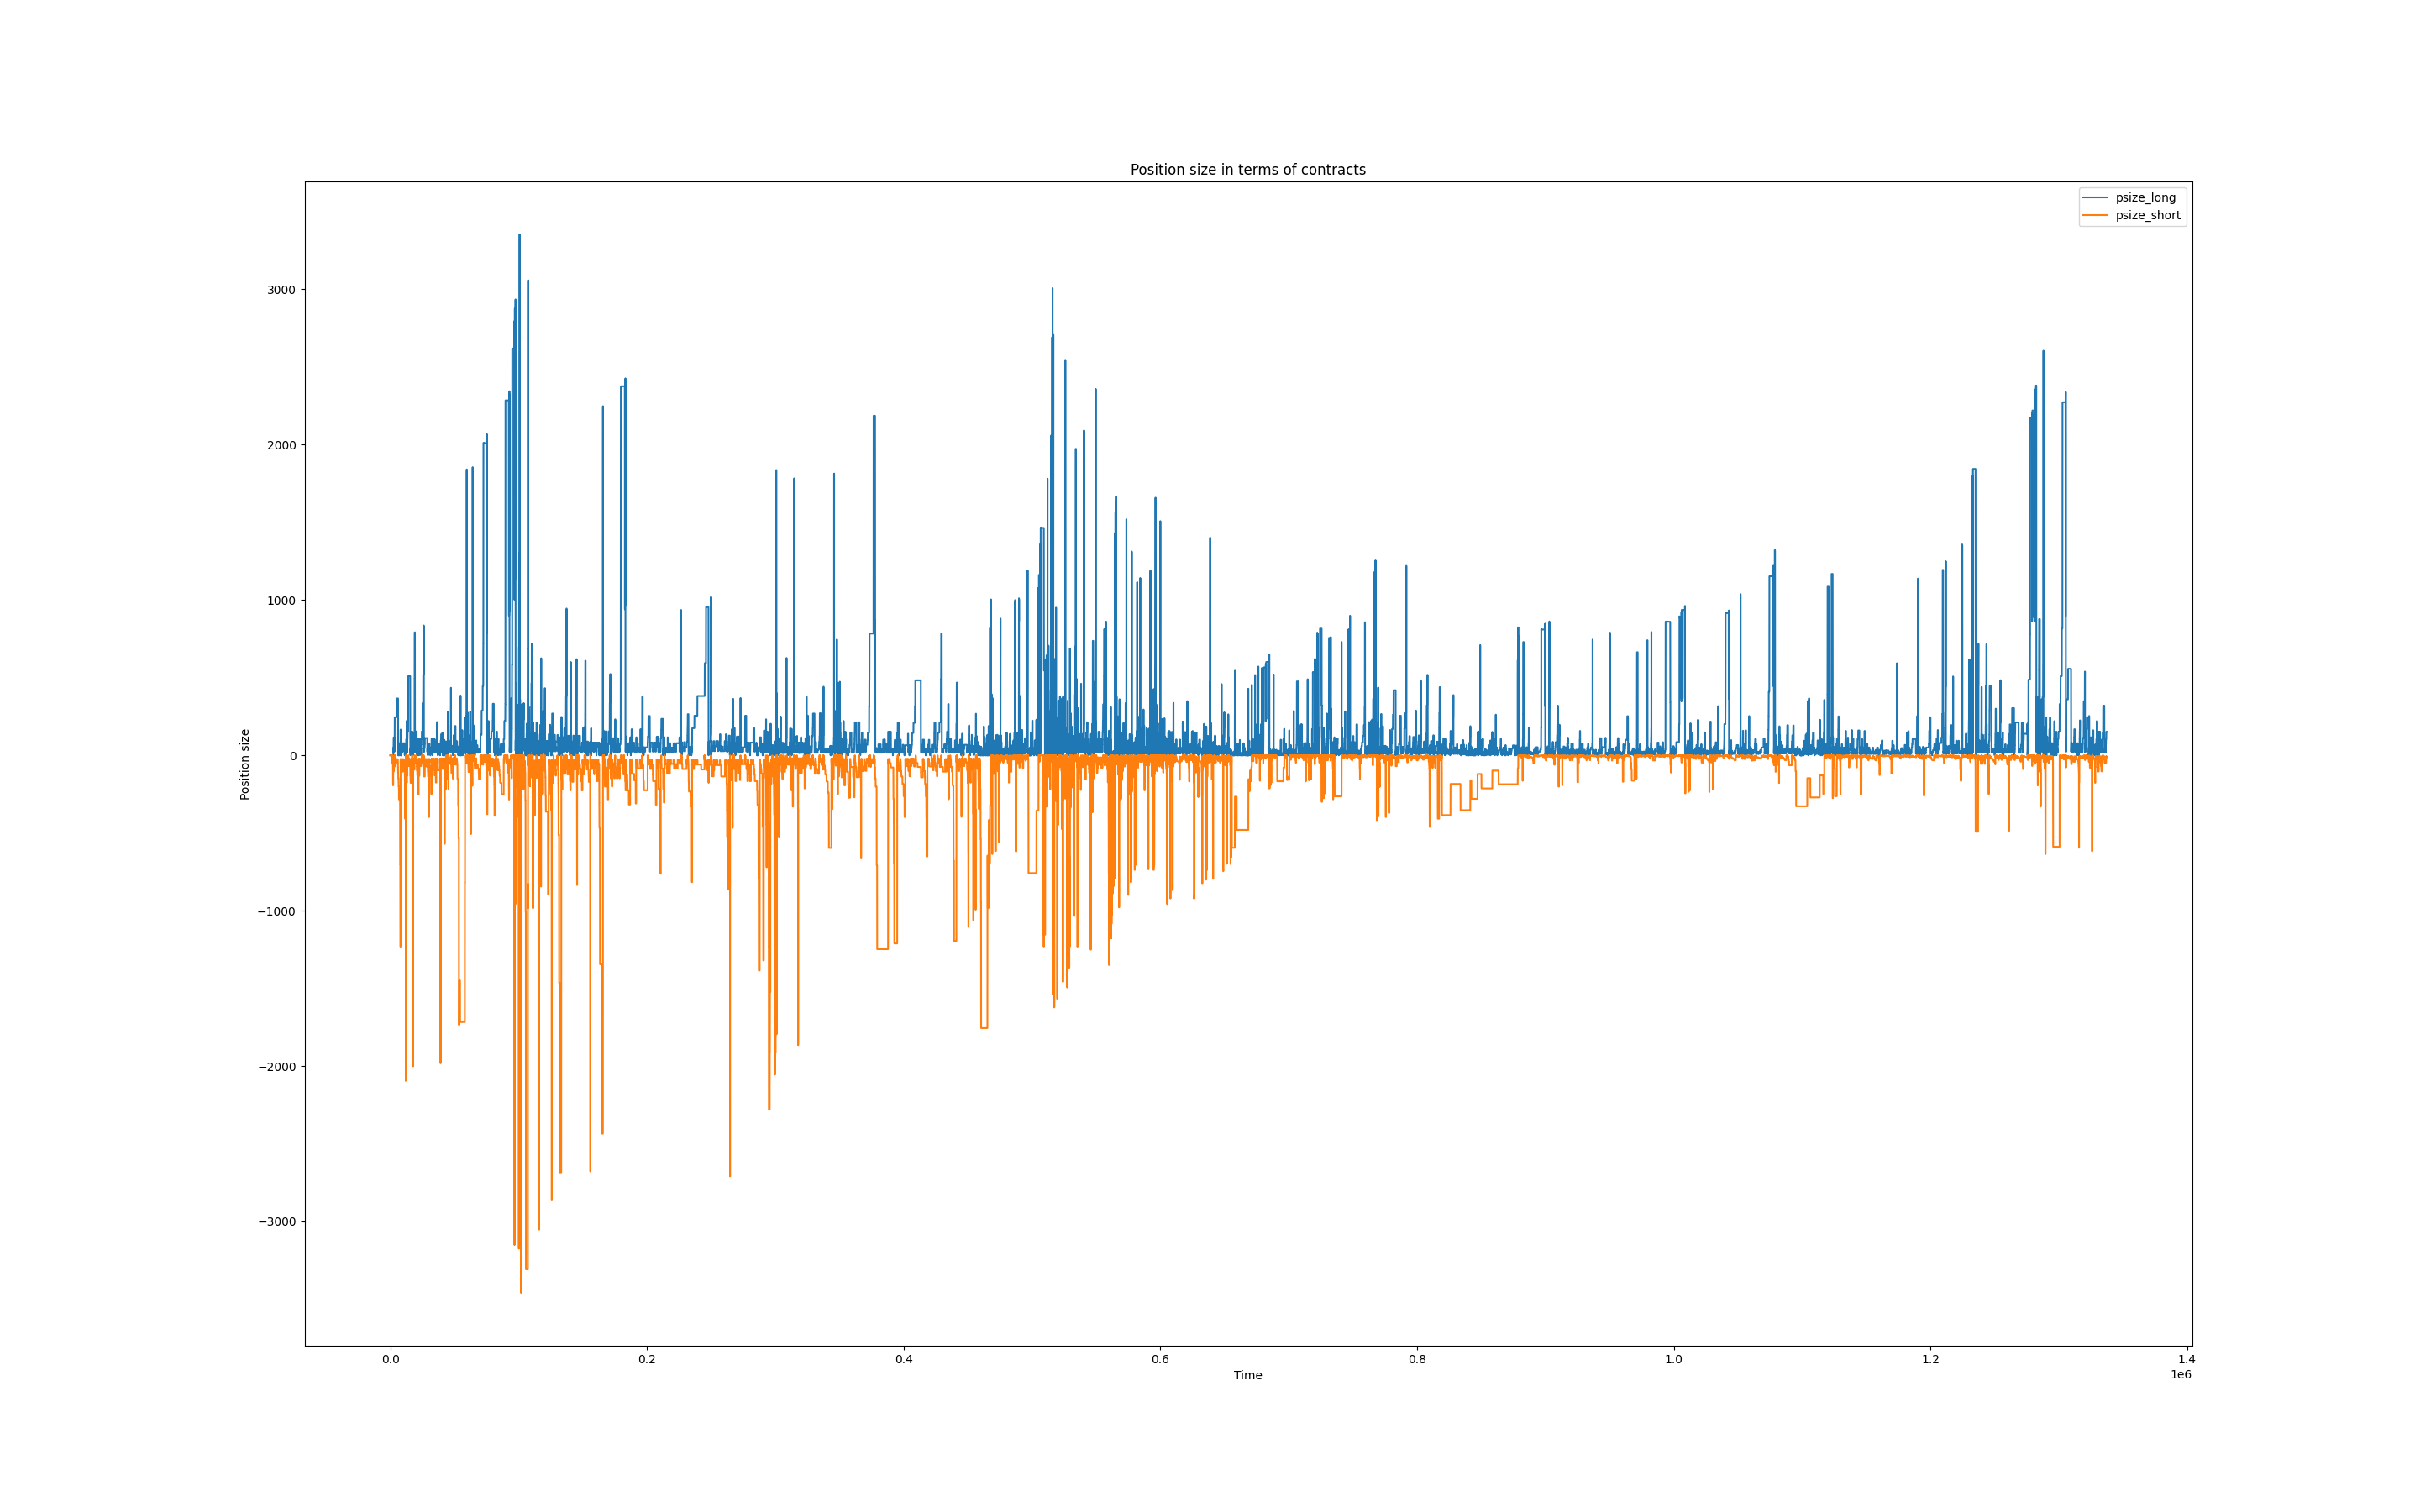 Position size in terms of contracts
psize_long
psize_short
3000
2000
1000
0
−1000
−2000
−3000
Position size
0.0
0.2
0.4
0.6
0.8
1.0
1.2
1.4
Time
1e6